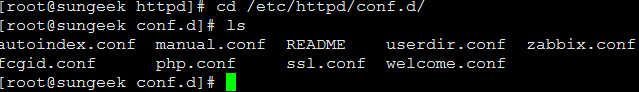 [root@sungeek httpd]# cd /etc/httpd/conf.d/
[root@sungeek conf.d]# ls
autoindex.conf  manual.conf  README    userdir.conf  zabbix.conf
fcgid.conf      php.conf     ssl.conf  welcome.conf
[root@sungeek conf.d]#